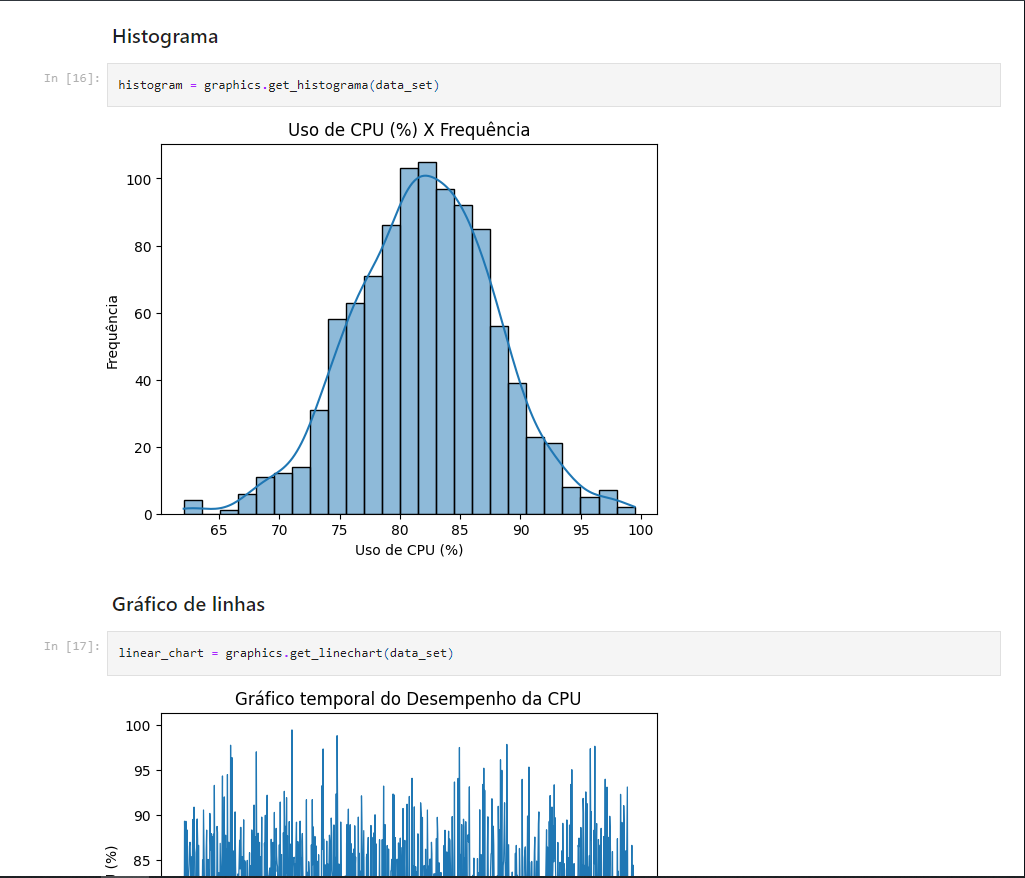 Histograma
In [16]:
histogram = graphics.get_histograma(data_set)
Uso de CPU (%) X Frequência
100
80
60
40
20
0
Frequência
65 70 75 80 85 90 95 100
Uso de CPU (%)
Gráfico de linhas
In [17]:
linear_chart = graphics.get_linechart(data_set)
Gráfico temporal do Desempenho da CPU
100
95
90
85
(%)